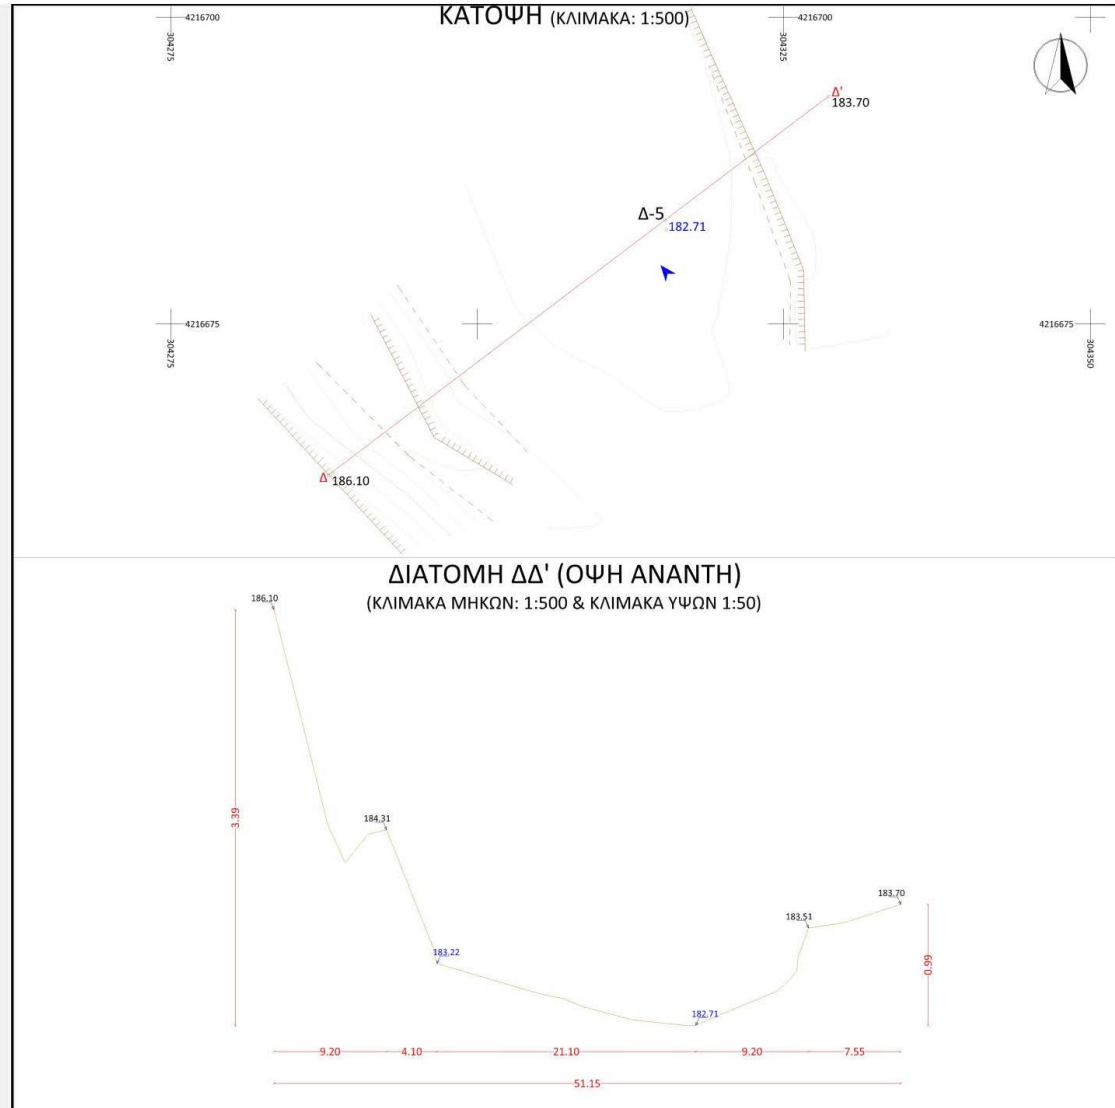 ΚΑΤΟΨΗ (ΚΛΙΜΑΚΑ: 1:500)
4216700
4216700
304275
304325
Δ'
183.70
Δ-5
182.71
4216675
4216675
304275
304350
Δ
186.10
ΔΙΑΤΟΜΗ ΔΔ' (ΟΨΗ ΑΝΑΝΤΗ)
(ΚΛΙΜΑΚΑ ΜΗΚΩΝ: 1:500 & ΚΛΙΜΑΚΑ ΥΨΩΝ 1:50)
186.10
3.39
184.31
183.70
183.51
183.22
0.99
182.71
9.20 4.10 21.10 9.20 7.55
51.15